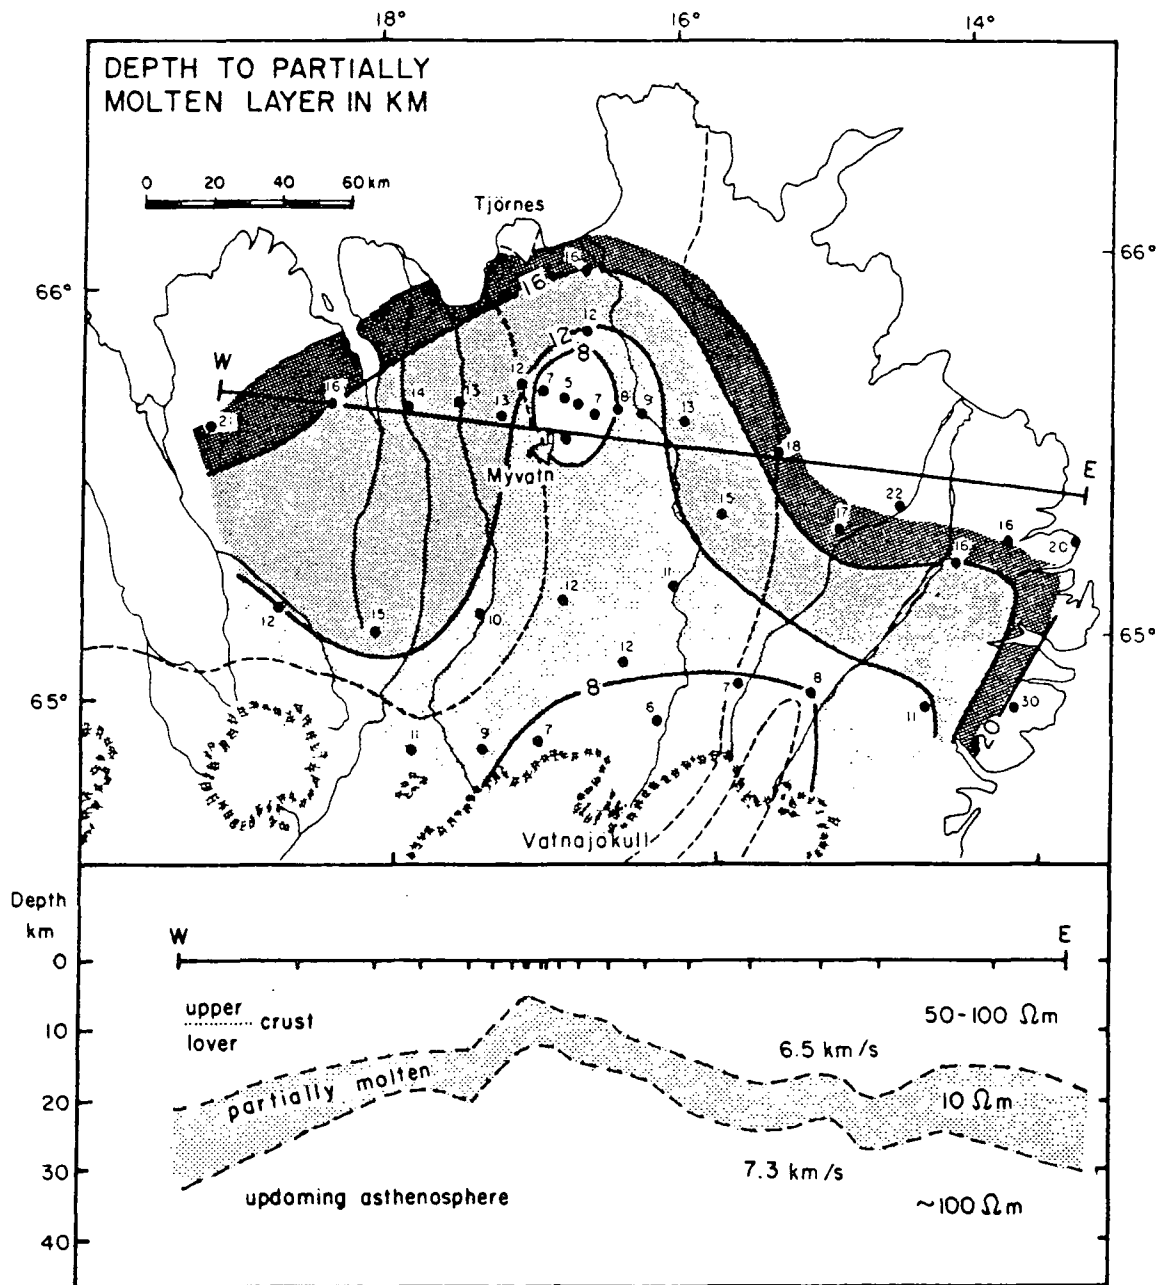 18° 16° 14°
DEPTH TO PARTIALLY
MOLTEN LAYER IN KM
0 20 40 60 km
Tjörnes
66°
66°
16
16
12
12
8
W
12
7
5
7
8
9
13
16
14
13
13
21
18
E
Myvatn
15
22
17
16
20
16
12
11
12
15
10
65°
12
8
7
8
65°
6
11
30
20
11
9
7
Vatnajökull
Depth
km
W E
0
upper
crust
lover
50-100 Ωm
10
6.5 km/s
partially molten
10 Ωm
20
7.3 km/s
30
updoming asthenosphere
~100 Ωm
40